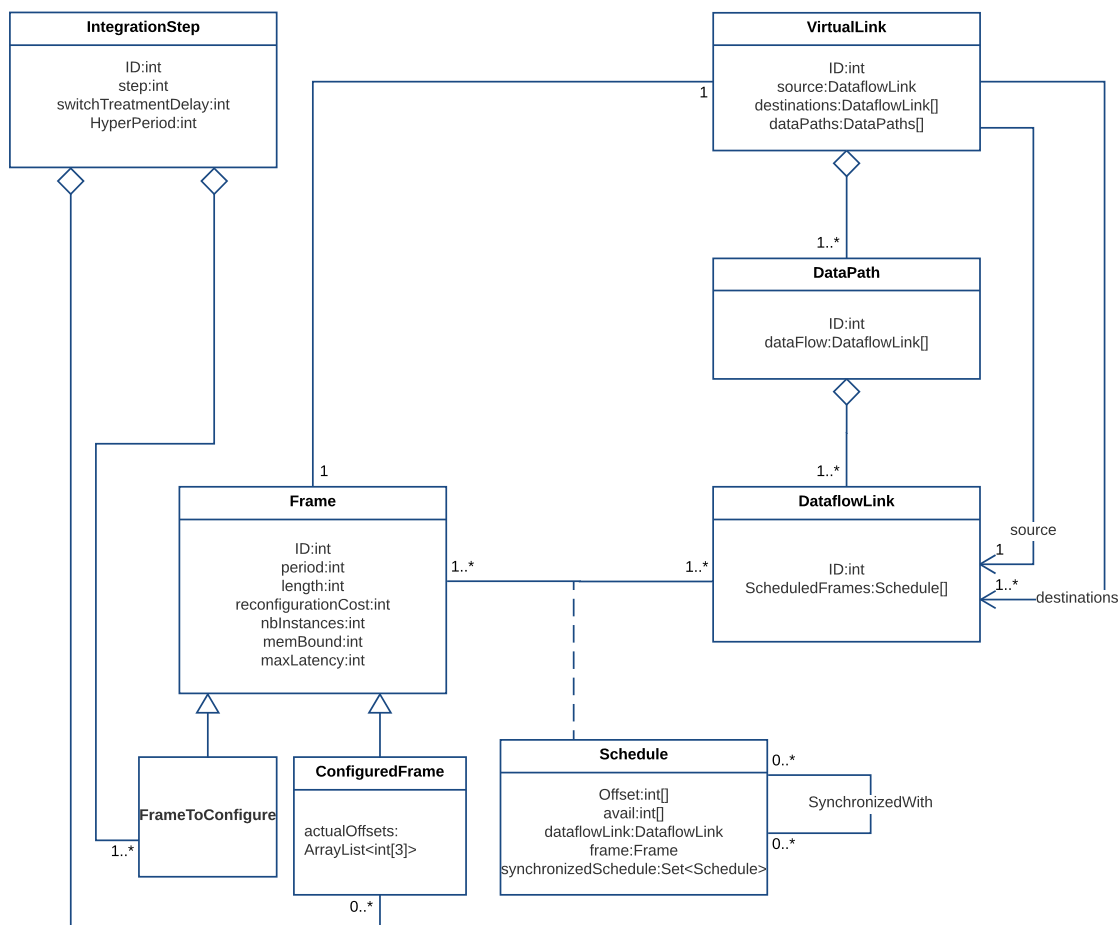 IntegrationStep
ID:int
step:int
switchTreatmentDelay:int
HyperPeriod:int
VirtualLink
ID:int
source:DataflowLink
destinations:DataflowLink[]
dataPaths:DataPaths[]
1
1..*
DataPath
ID:int
dataFlow:DataflowLink[]
1..*
1
Frame
ID:int
period:int
length:int
reconfigurationCost:int
nbInstances:int
memBound:int
maxLatency:int
1..*
1..*
DataflowLink
ID:int
ScheduledFrames:Schedule[]
source
1
1..*
destinations
FrameToConfigure
1..*
ConfiguredFrame
actualOffsets:
ArrayList<int[3]>
0..*
Schedule
Offset:int[]
avail:int[]
dataflowLink:DataflowLink
frame:Frame
synchronizedSchedule:Set<Schedule>
0..*
SynchronizedWith
0..*